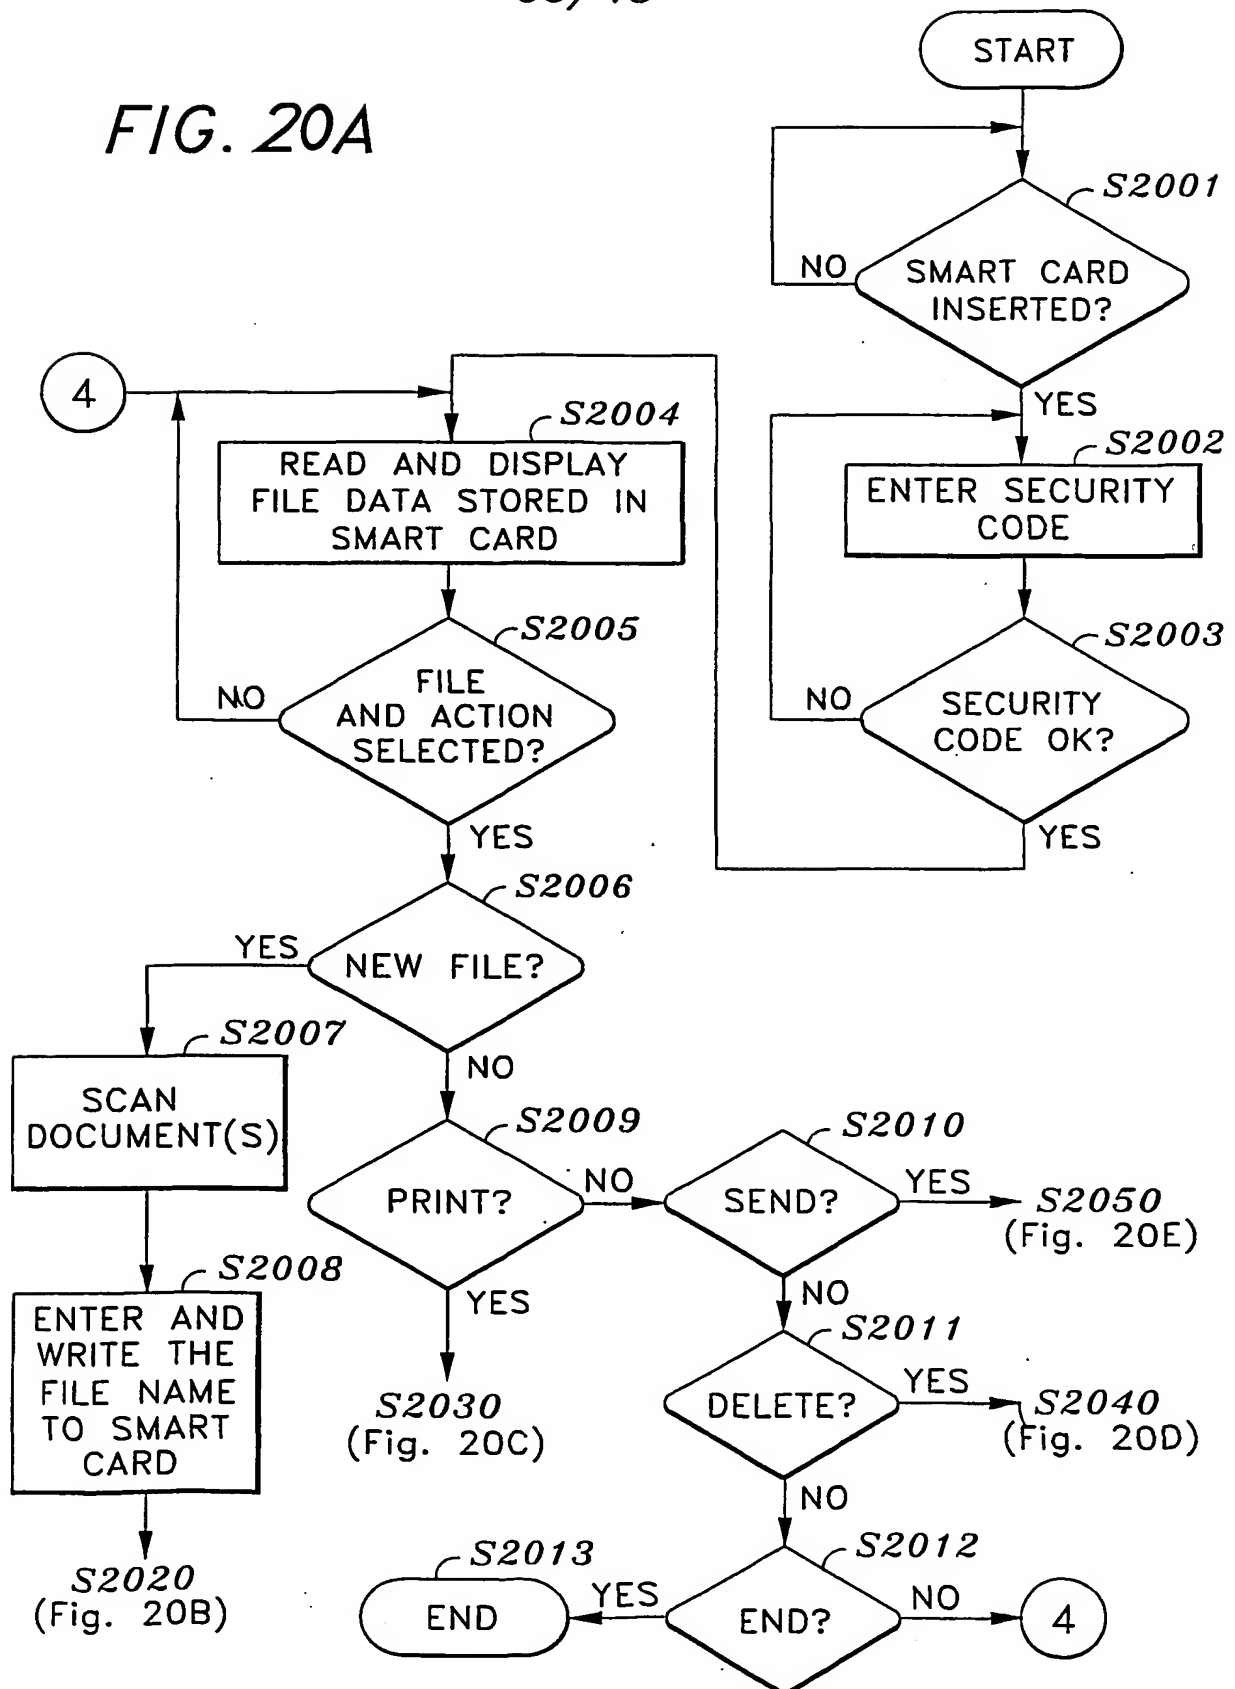 FIG. 20A
START
S2001
SMART CARD
INSERTED?
NO
YES
S2002
ENTER SECURITY
CODE
S2003
SECURITY
CODE OK?
NO
YES
4
S2004
READ AND DISPLAY
FILE DATA STORED IN
SMART CARD
S2005
FILE
AND ACTION
SELECTED?
NO
YES
S2006
NEW FILE?
YES
NO
S2007
SCAN
DOCUMENT(S)
S2008
ENTER AND
WRITE THE
FILE NAME
TO SMART
CARD
S2020
(Fig. 20B)
S2009
PRINT?
NO
YES
S2030
(Fig. 20C)
S2010
SEND?
YES
S2050
(Fig. 20E)
NO
S2011
DELETE?
YES
S2040
(Fig. 20D)
NO
S2012
END?
YES
S2013
END
NO
4